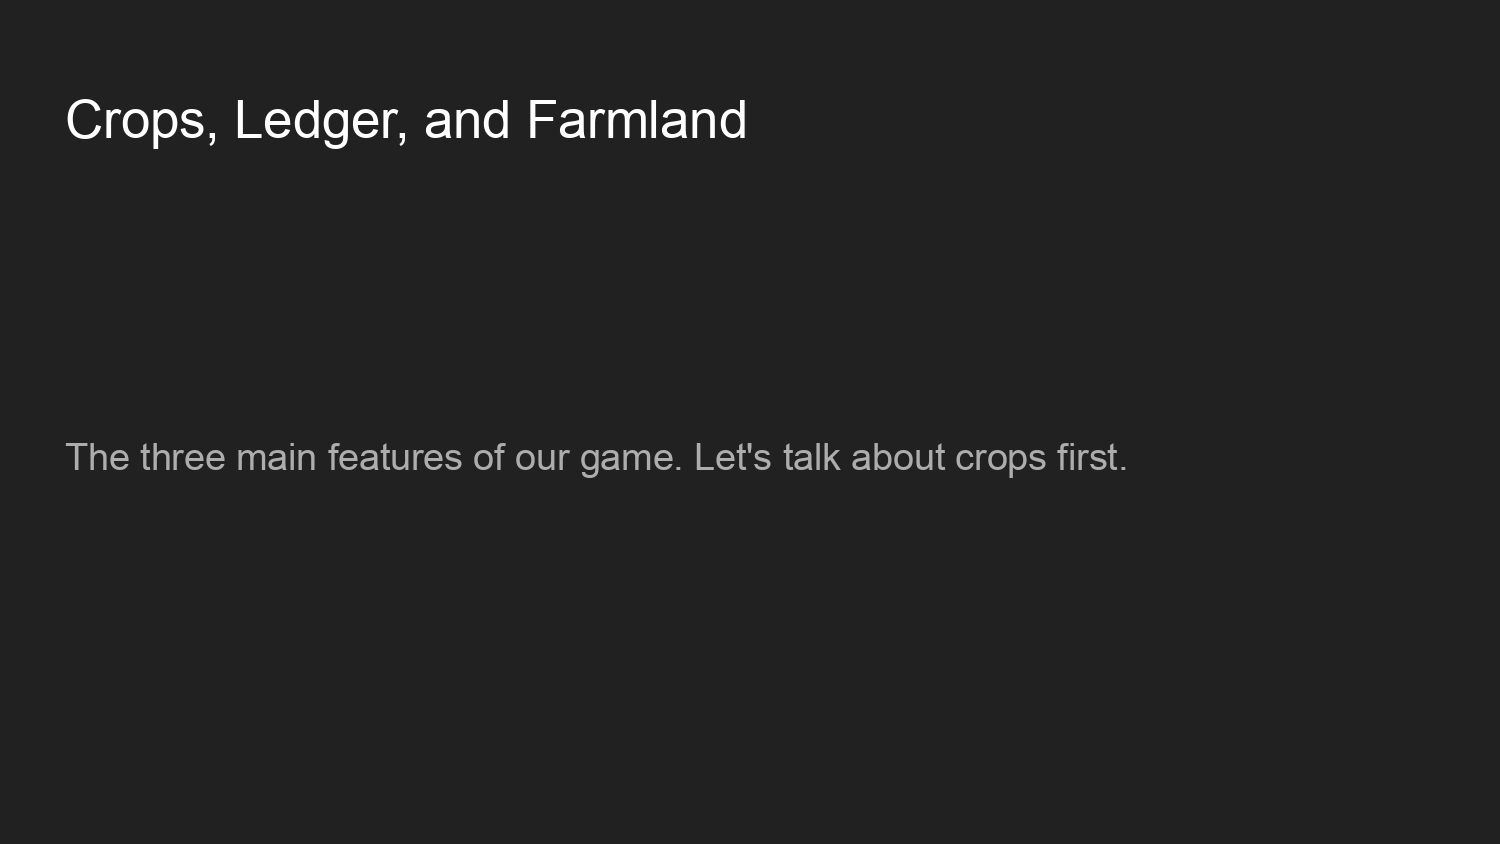 Crops, Ledger, and Farmland
The three main features of our game. Let's talk about crops first.